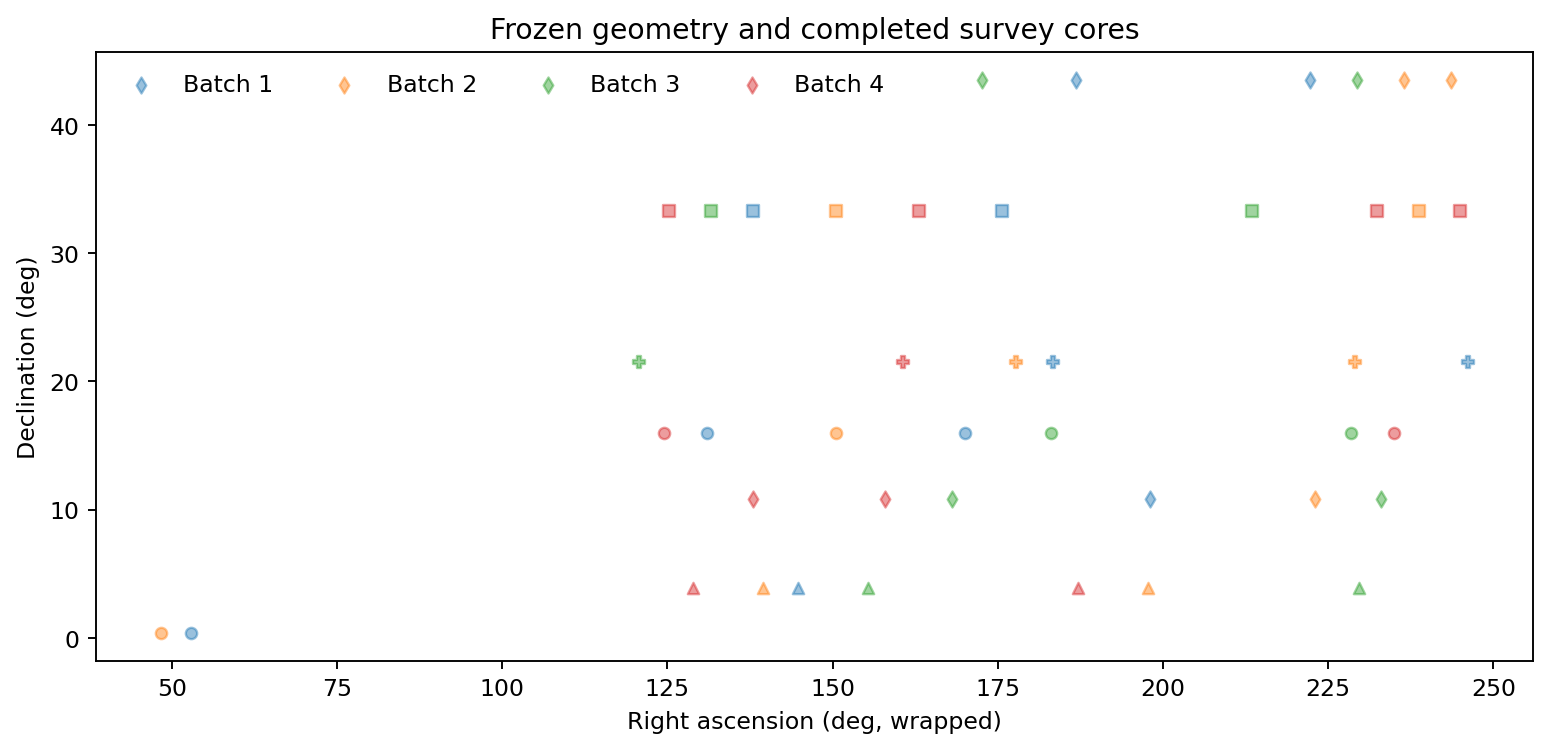 Frozen geometry and completed survey cores
Batch 1 Batch 2 Batch 3 Batch 4
Declination (deg)
40
30
20
10
0
50 75 100 125 150 175 200 225 250
Right ascension (deg, wrapped)